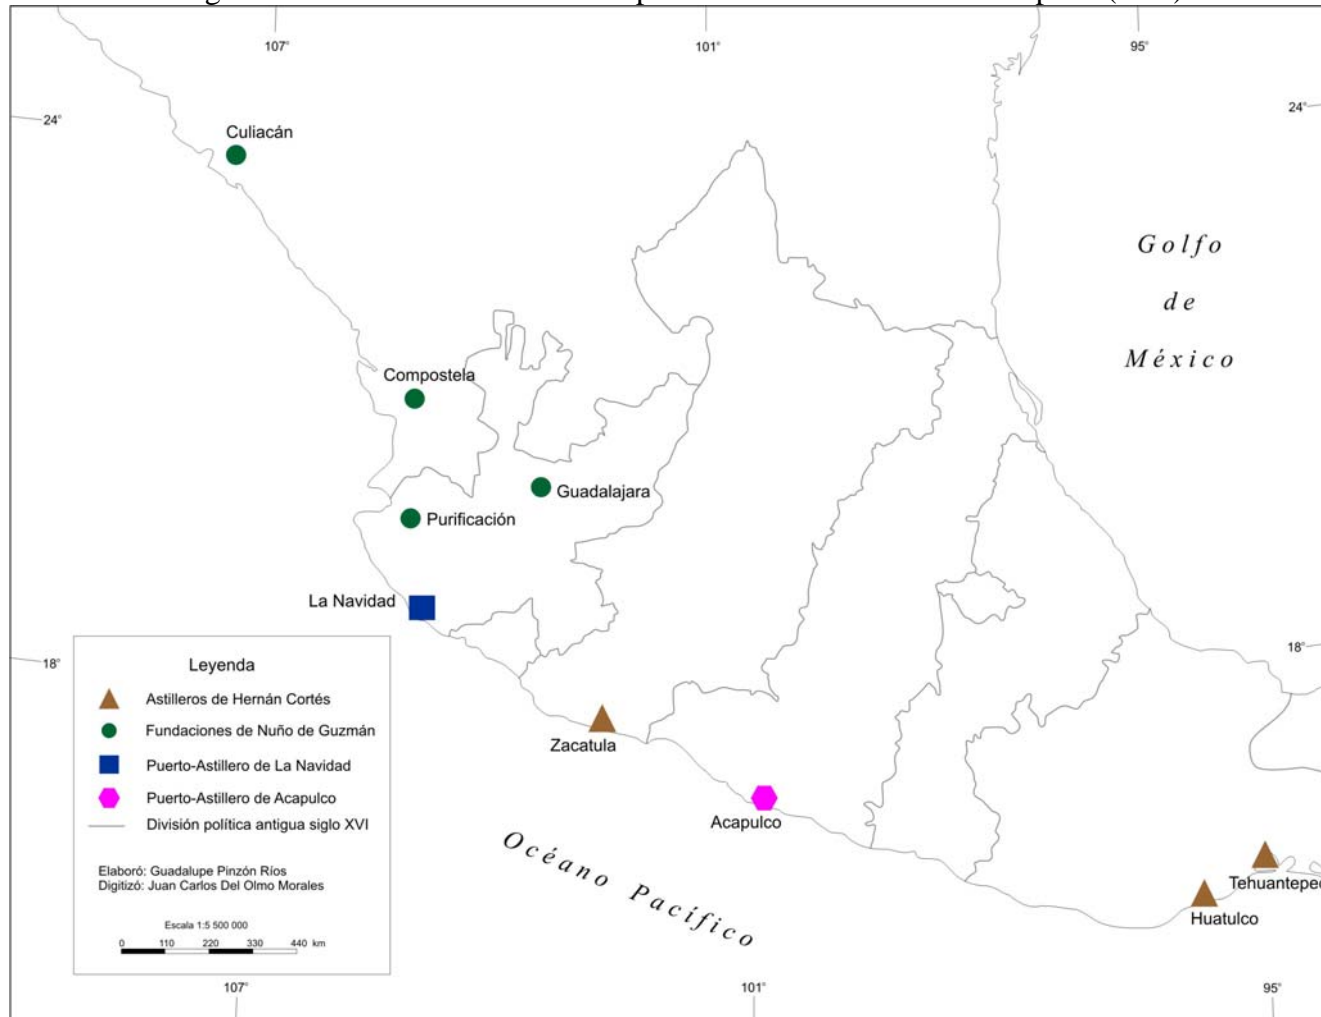 107°
101°
95°
24°
24°
Culiacán
Golfo
de
México
Compostela
Guadalajara
Purificación
La Navidad
18°
18°
Leyenda
Astilleros de Hernán Cortés
Fundaciones de Nuño de Guzmán
Puerto-Astillero de La Navidad
Puerto-Astillero de Acapulco
División política antigua siglo XVI
Elaboró: Guadalupe Pinzón Ríos
Digitizó: Juan Carlos Del Olmo Morales
Escala 1:5 500 000
0 110 220 330 440 km
Zacatula
Acapulco
Océano Pacífico
Tehuantepec
Huatulco
107°
101°
95°